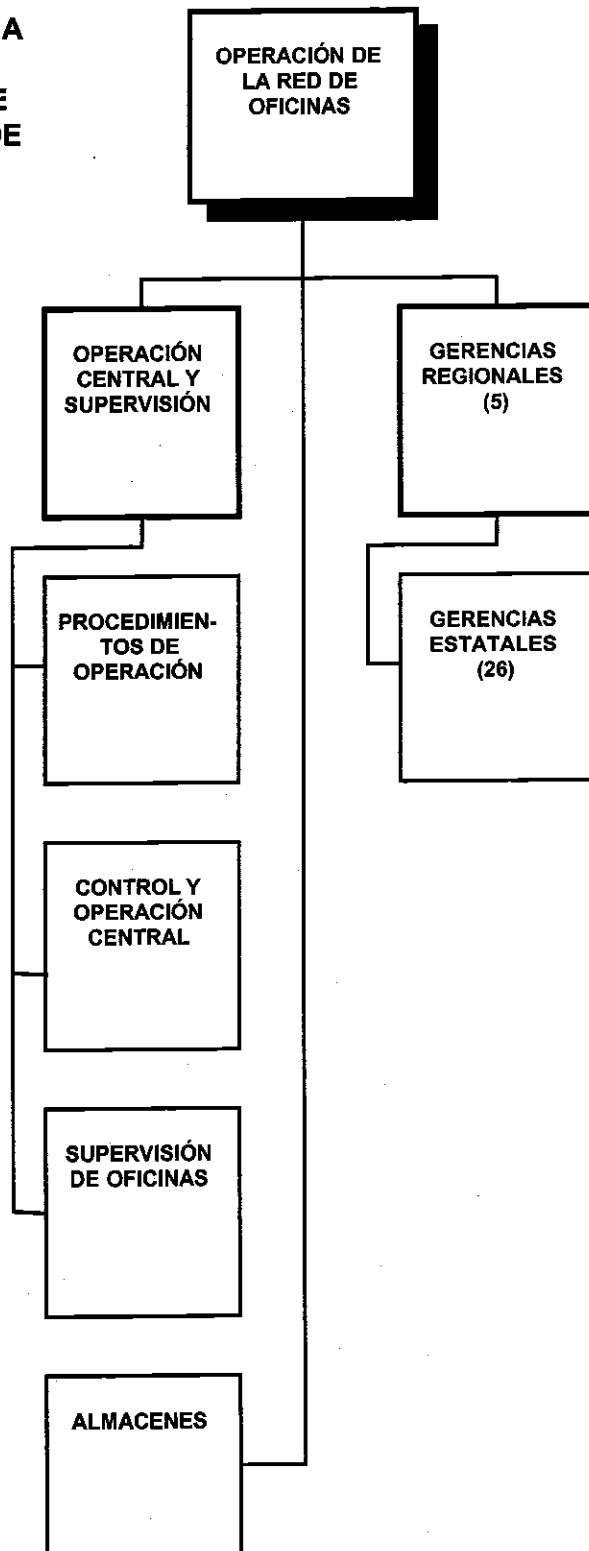 A
E
DE
OPERACIÓN DE
LA RED DE
OFICINAS
OPERACIÓN
CENTRAL Y
SUPERVISIÓN
GERENCIAS
REGIONALES
(5)
PROCEDIMIEN-
TOS DE
OPERACIÓN
GERENCIAS
ESTATALES
(26)
CONTROL Y
OPERACIÓN
CENTRAL
SUPERVISIÓN
DE OFICINAS
ALMACENES